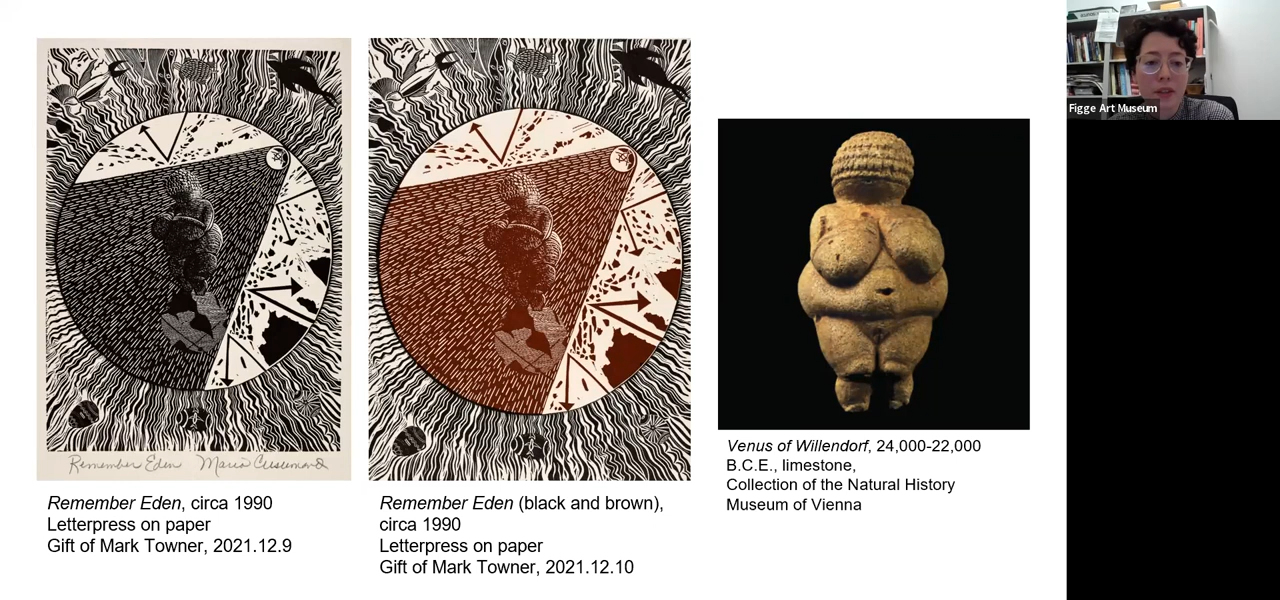 Figge Art Museum
Remember Eden
Remember Eden, circa 1990
Letterpress on paper
Gift of Mark Towner, 2021.12.9
Remember Eden (black and brown),
circa 1990
Letterpress on paper
Gift of Mark Towner, 2021.12.10
Venus of Willendorf, 24,000-22,000
B.C.E., limestone,
Collection of the Natural History
Museum of Vienna